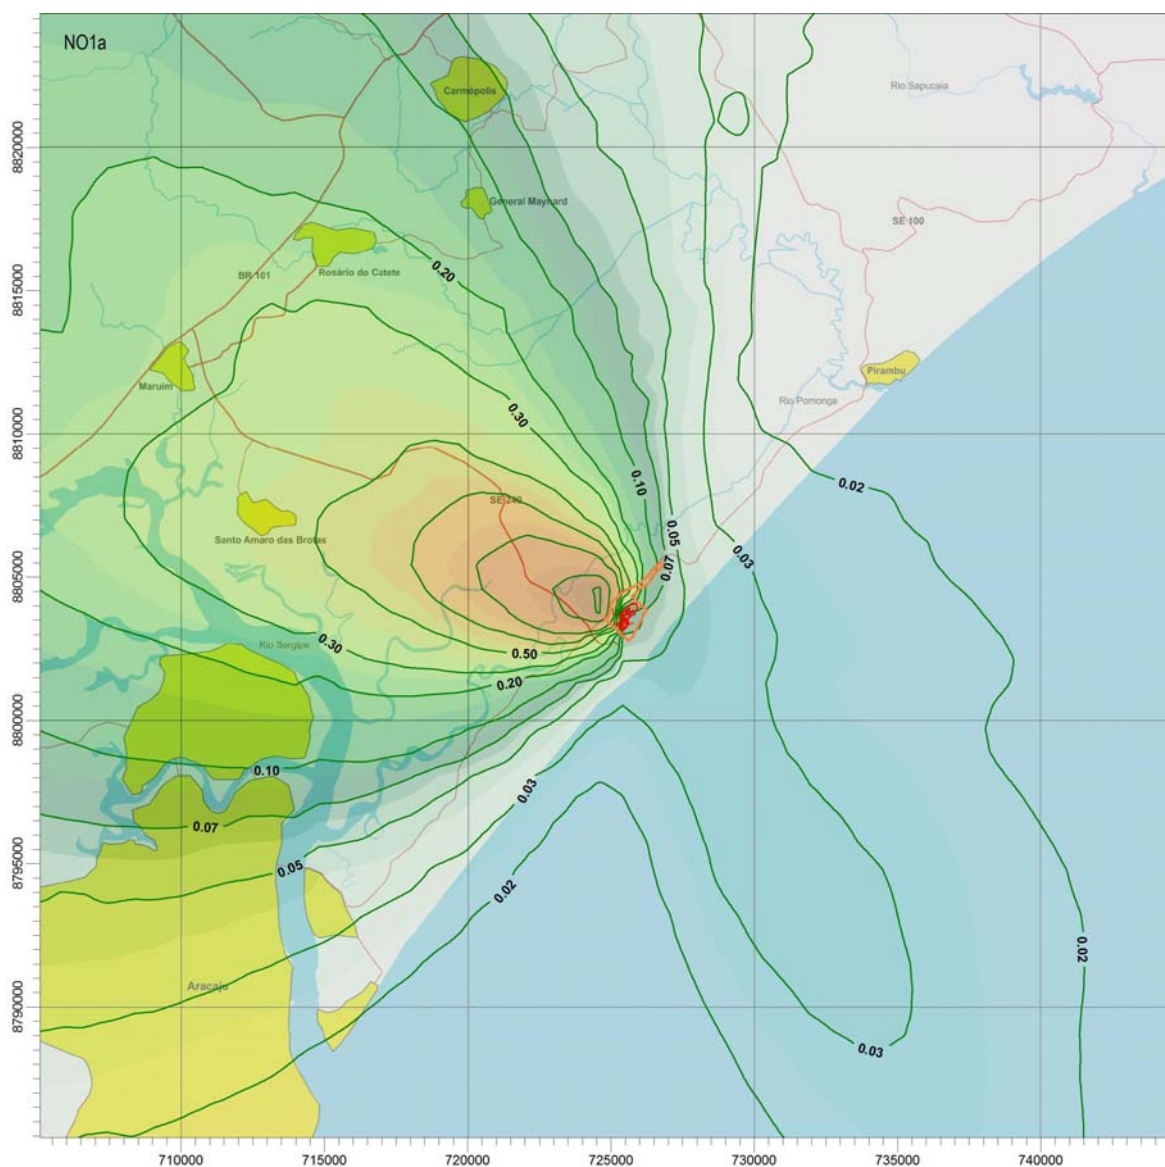 NO1a
Carmópolis
Rio Sapucaia
8820000
General Maynard
SE 100
0.20
Rosário do Catete
BR 101
8815000
Pirambu
Maruim
Rio Pomonga
0.30
8810000
0.10
0.02
SE 240
Santo Amaro das Brotas
0.05
0.03
0.07
8805000
0.30
Rio Sergipe
0.50
0.20
8800000
0.10
0.03
0.07
8795000
0.05
0.02
0.02
Aracaju
8790000
0.03
710000
715000
720000
725000
730000
735000
740000